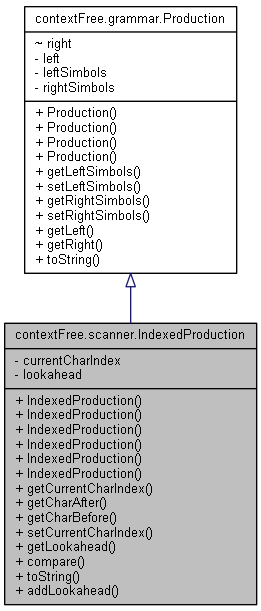 contextFree.grammar.Production
~ right
- left
- leftSimbols
- rightSimbols
+ Production()
+ Production()
+ Production()
+ Production()
+ getLeftSimbols()
+ setLeftSimbols()
+ getRightSimbols()
+ setRightSimbols()
+ getLeft()
+ getRight()
+ toString()
contextFree.scanner.IndexedProduction
- currentCharIndex
- lookahead
+ IndexedProduction()
+ IndexedProduction()
+ IndexedProduction()
+ IndexedProduction()
+ IndexedProduction()
+ IndexedProduction()
+ getCurrentCharIndex()
+ getCharAfter()
+ getCharBefore()
+ setCurrentCharIndex()
+ getLookahead()
+ compare()
+ toString()
+ addLookahead()